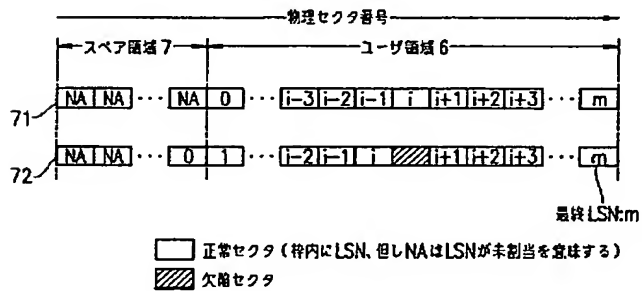 物理セクタ番号
スペア領域 7 ユーザ領域 6
71 NA NA … NA 0 … i-3 i-2 i-1 i i+1 i+2 i+3 … m
72 NA NA … 0 1 … i-2 i-1 i i+1 i+2 i+3 … m
最終LSN:m
正常セクタ (枠内にLSN、但しNAはLSNが未割当を意味する)
欠陥セクタ